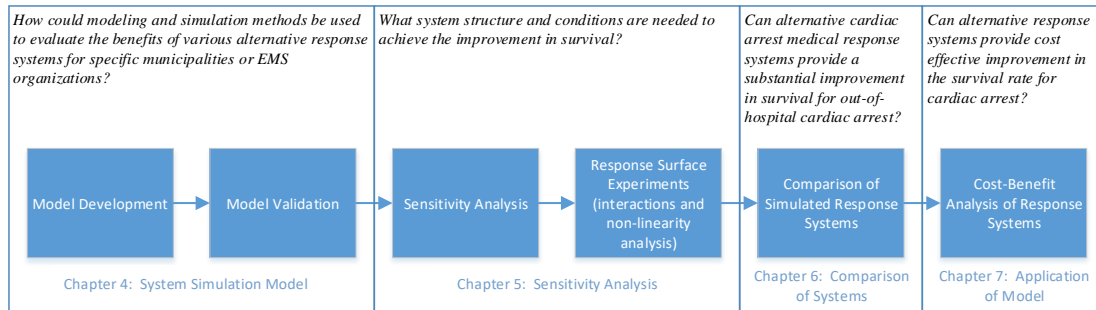 How could modeling and simulation methods be used
to evaluate the benefits of various alternative response
systems for specific municipalities or EMS
organizations?
What system structure and conditions are needed to
achieve the improvement in survival?
Can alternative cardiac
arrest medical response
systems provide a
substantial improvement
in survival for out-of-
hospital cardiac arrest?
Can alternative response
systems provide cost
effective improvement in
the survival rate for
cardiac arrest?
Model Development
Model Validation
Sensitivity Analysis
Response Surface
Experiments
(interactions and
non-linearity
analysis)
Comparison of
Simulated Response
Systems
Cost-Benefit
Analysis of Response
Systems
Chapter 4: System Simulation Model
Chapter 5: Sensitivity Analysis
Chapter 6: Comparison
of Systems
Chapter 7: Application
of Model